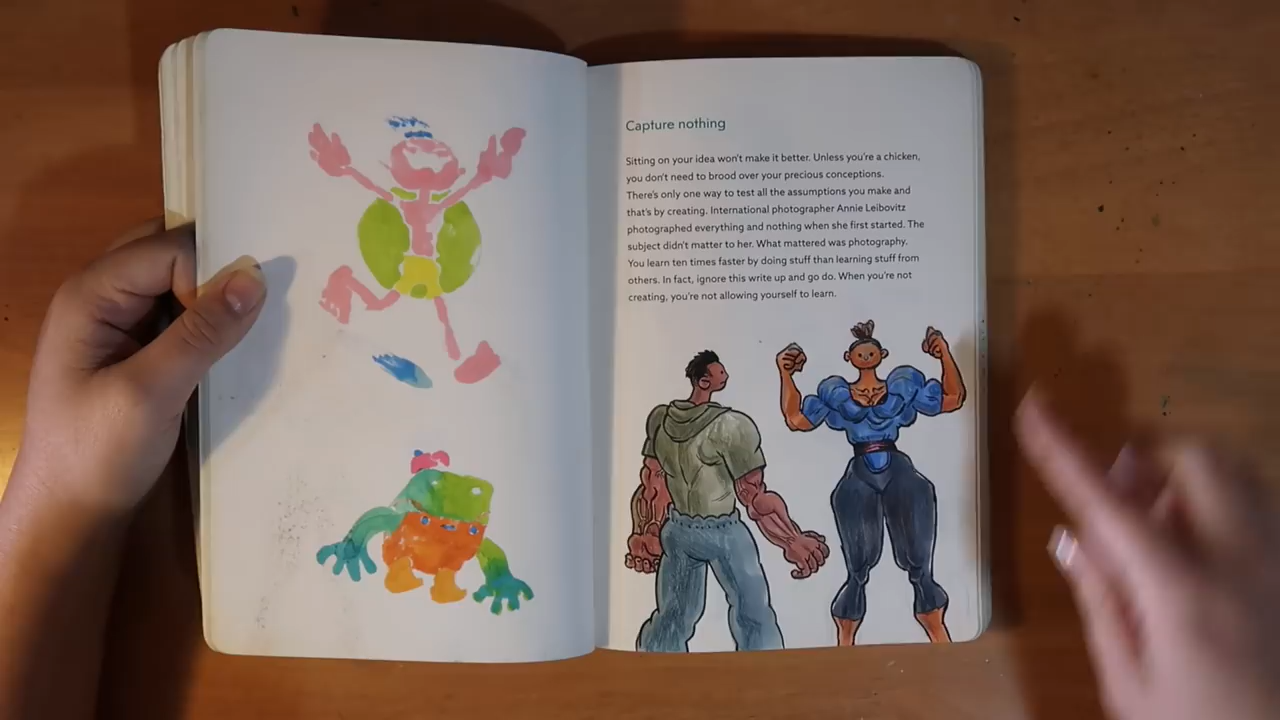 Capture nothing
Sitting on your idea won't make it better. Unless you're a chicken,
you don't need to brood over your precious conceptions.
There's only one way to test all the assumptions you make and
that's by creating. International photographer Annie Leibovitz
photographed everything and nothing when she first started. The
subject didn't matter to her. What mattered was photography.
You learn ten times faster by doing stuff than learning stuff from
others. In fact, ignore this write up and go do. When you're not
creating, you're not allowing yourself to learn.